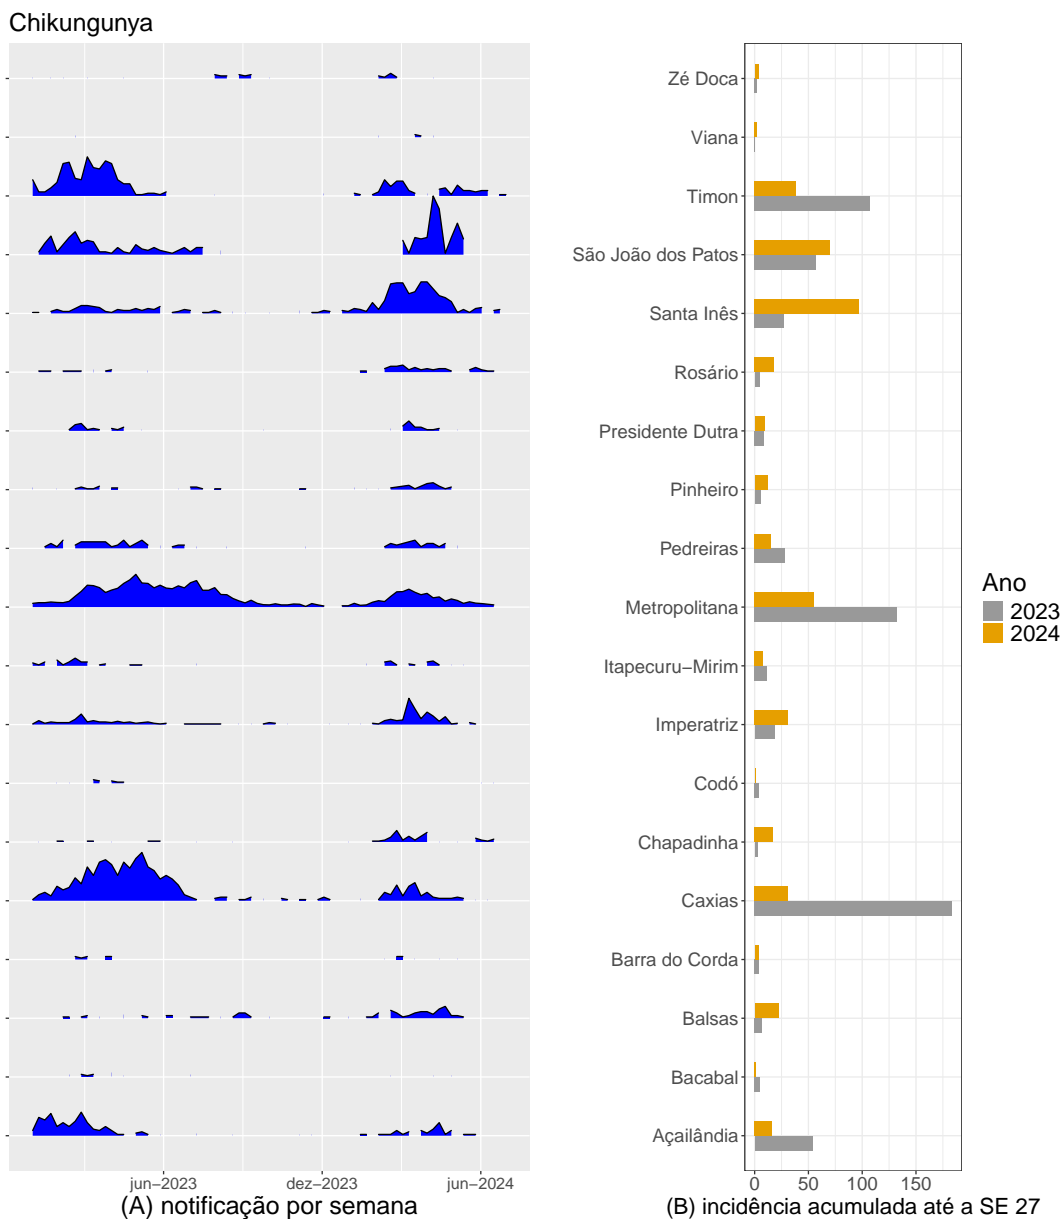 Chikungunya
Zé Doca
Viana
Timon
São João dos Patos
Santa Inês
Rosário
Presidente Dutra
Pinheiro
Pedreiras
Metropolitana
Itapecuru−Mirim
Imperatriz
Codó
Chapadinha
Caxias
Barra do Corda
Balsas
Bacabal
Açailândia
Ano
2023
2024
jun−2023 dez−2023 jun−2024
0 50 100 150
(A) notificação por semana
(B) incidência acumulada até a SE 27